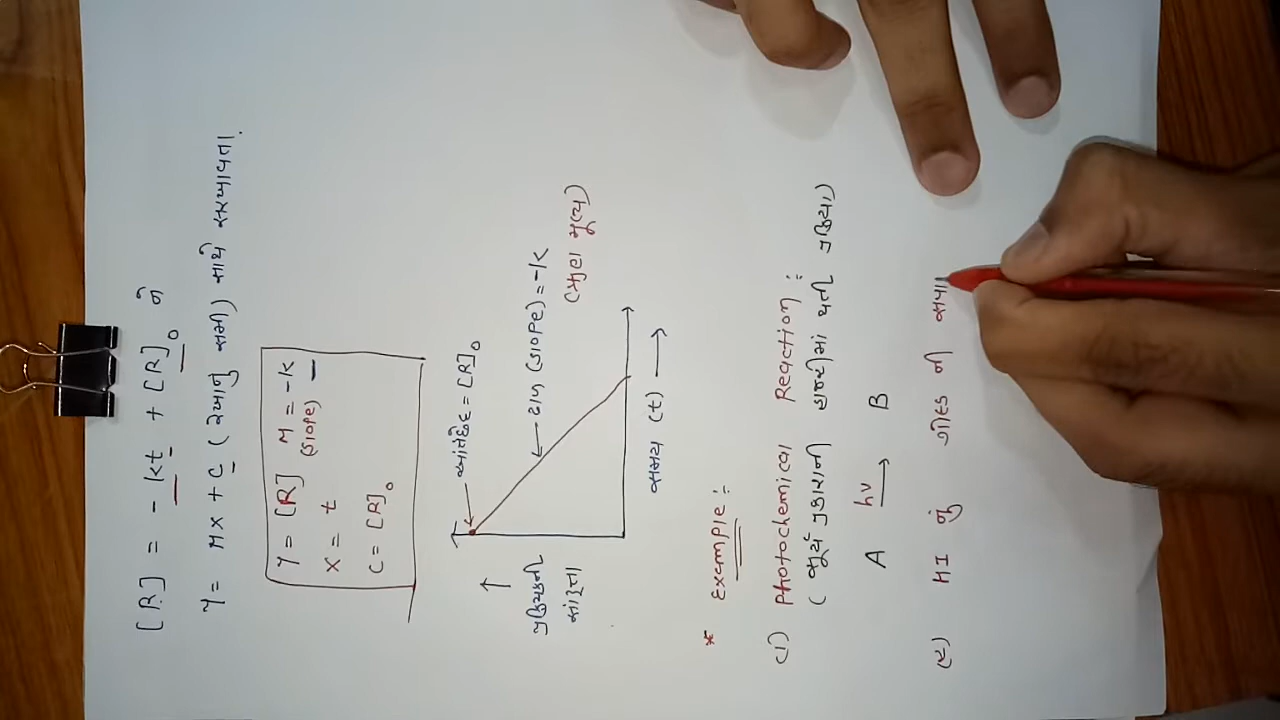 [R] = - kt + [R]₀ ને
Y = Mx + C (રેખાનું સમી) સાથે સરખાવતા.
Y = [R] M = -k
(slope)
X = t
C = [R]₀
આંતછેદ = [R]₀
ઢાળ (slope) = -k
(ઋણ મૂલ્ય)
પ્રક્રિયકની
સાંદ્રતા
સમય (t)
* Example :
(1) Photochemical Reaction :
(સૂર્ય પ્રકાશની હાજરીમાં થતી પ્રક્રિયા)
A hν B
(૨) HI નું ગોલ્ડ ની સપા